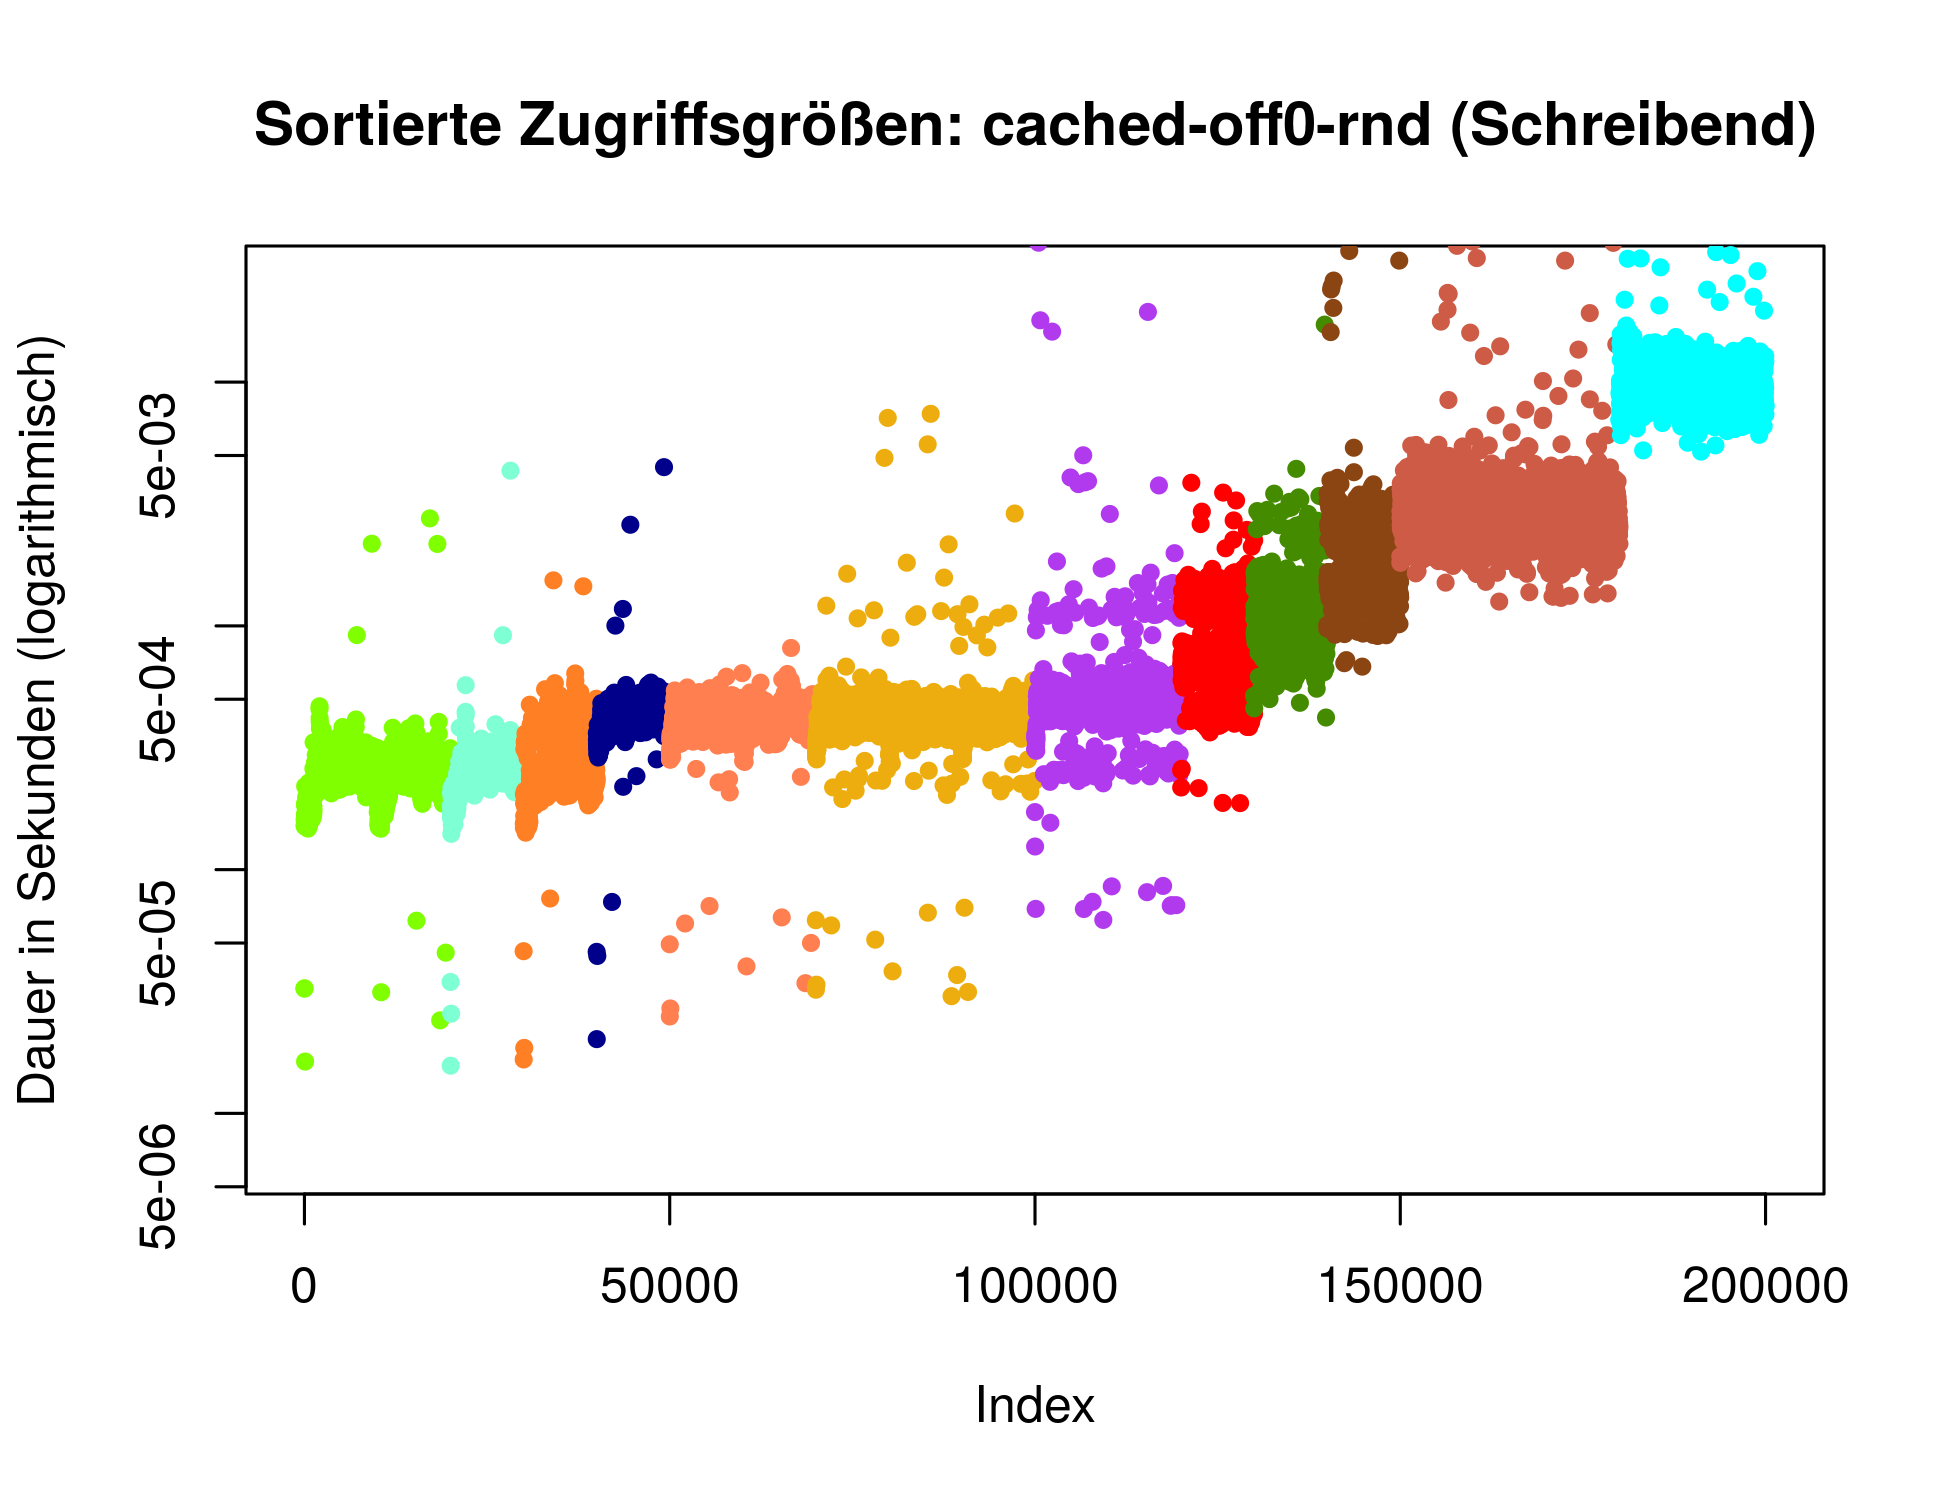 Sortierte Zugriffsgrößen: cached-off0-rnd (Schreibend)
Dauer in Sekunden (logarithmisch)
5e-03
5e-04
5e-05
5e-06
0 50000 100000 150000 200000
Index